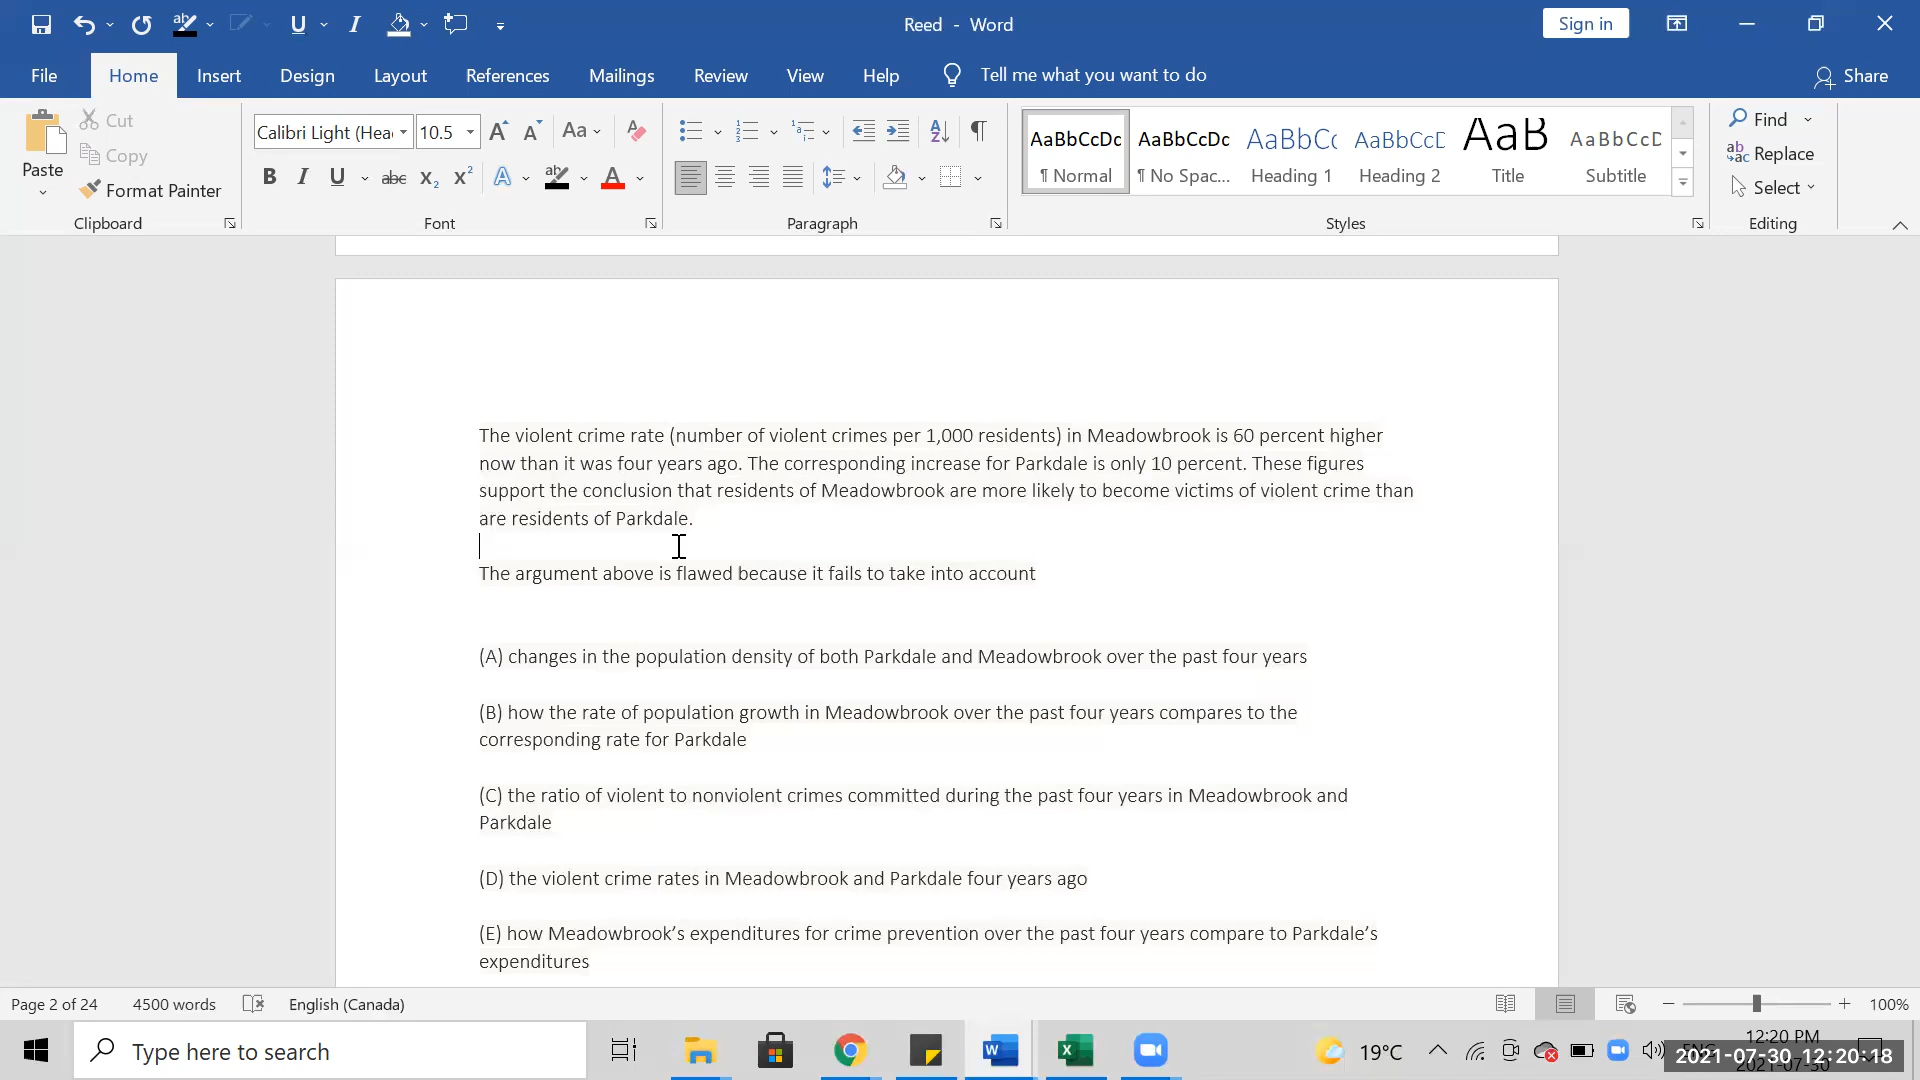 Reed - Word
Sign in
File Home Insert Design Layout References Mailings Review View Help Tell me what you want to do Share
Paste
Cut
Copy
Format Painter
Clipboard
Calibri Light (Hea 10.5
Font
Paragraph
AaBbCcDc AaBbCcDc AaBbCc AaBbCcD AaB AaBbCcD
¶ Normal ¶ No Spac... Heading 1 Heading 2 Title Subtitle
Styles
Find
Replace
Select
Editing
The violent crime rate (number of violent crimes per 1,000 residents) in Meadowbrook is 60 percent higher
now than it was four years ago. The corresponding increase for Parkdale is only 10 percent. These figures
support the conclusion that residents of Meadowbrook are more likely to become victims of violent crime than
are residents of Parkdale.
The argument above is flawed because it fails to take into account
(A) changes in the population density of both Parkdale and Meadowbrook over the past four years
(B) how the rate of population growth in Meadowbrook over the past four years compares to the
corresponding rate for Parkdale
(C) the ratio of violent to nonviolent crimes committed during the past four years in Meadowbrook and
Parkdale
(D) the violent crime rates in Meadowbrook and Parkdale four years ago
(E) how Meadowbrook’s expenditures for crime prevention over the past four years compare to Parkdale’s
expenditures
Page 2 of 24 4500 words English (Canada) 100%
Type here to search
19°C
12:20 PM
2021-07-30 12:20:18